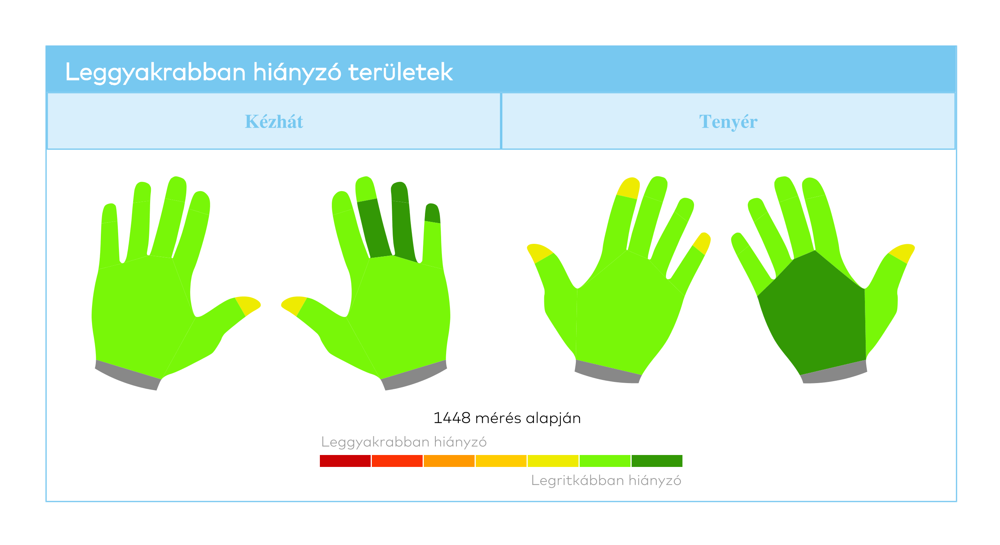 Leggyakrabban hiányzó területek
Kézhát
Tenyér
1448 mérés alapján
Leggyakrabban hiányzó
Legritkábban hiányzó